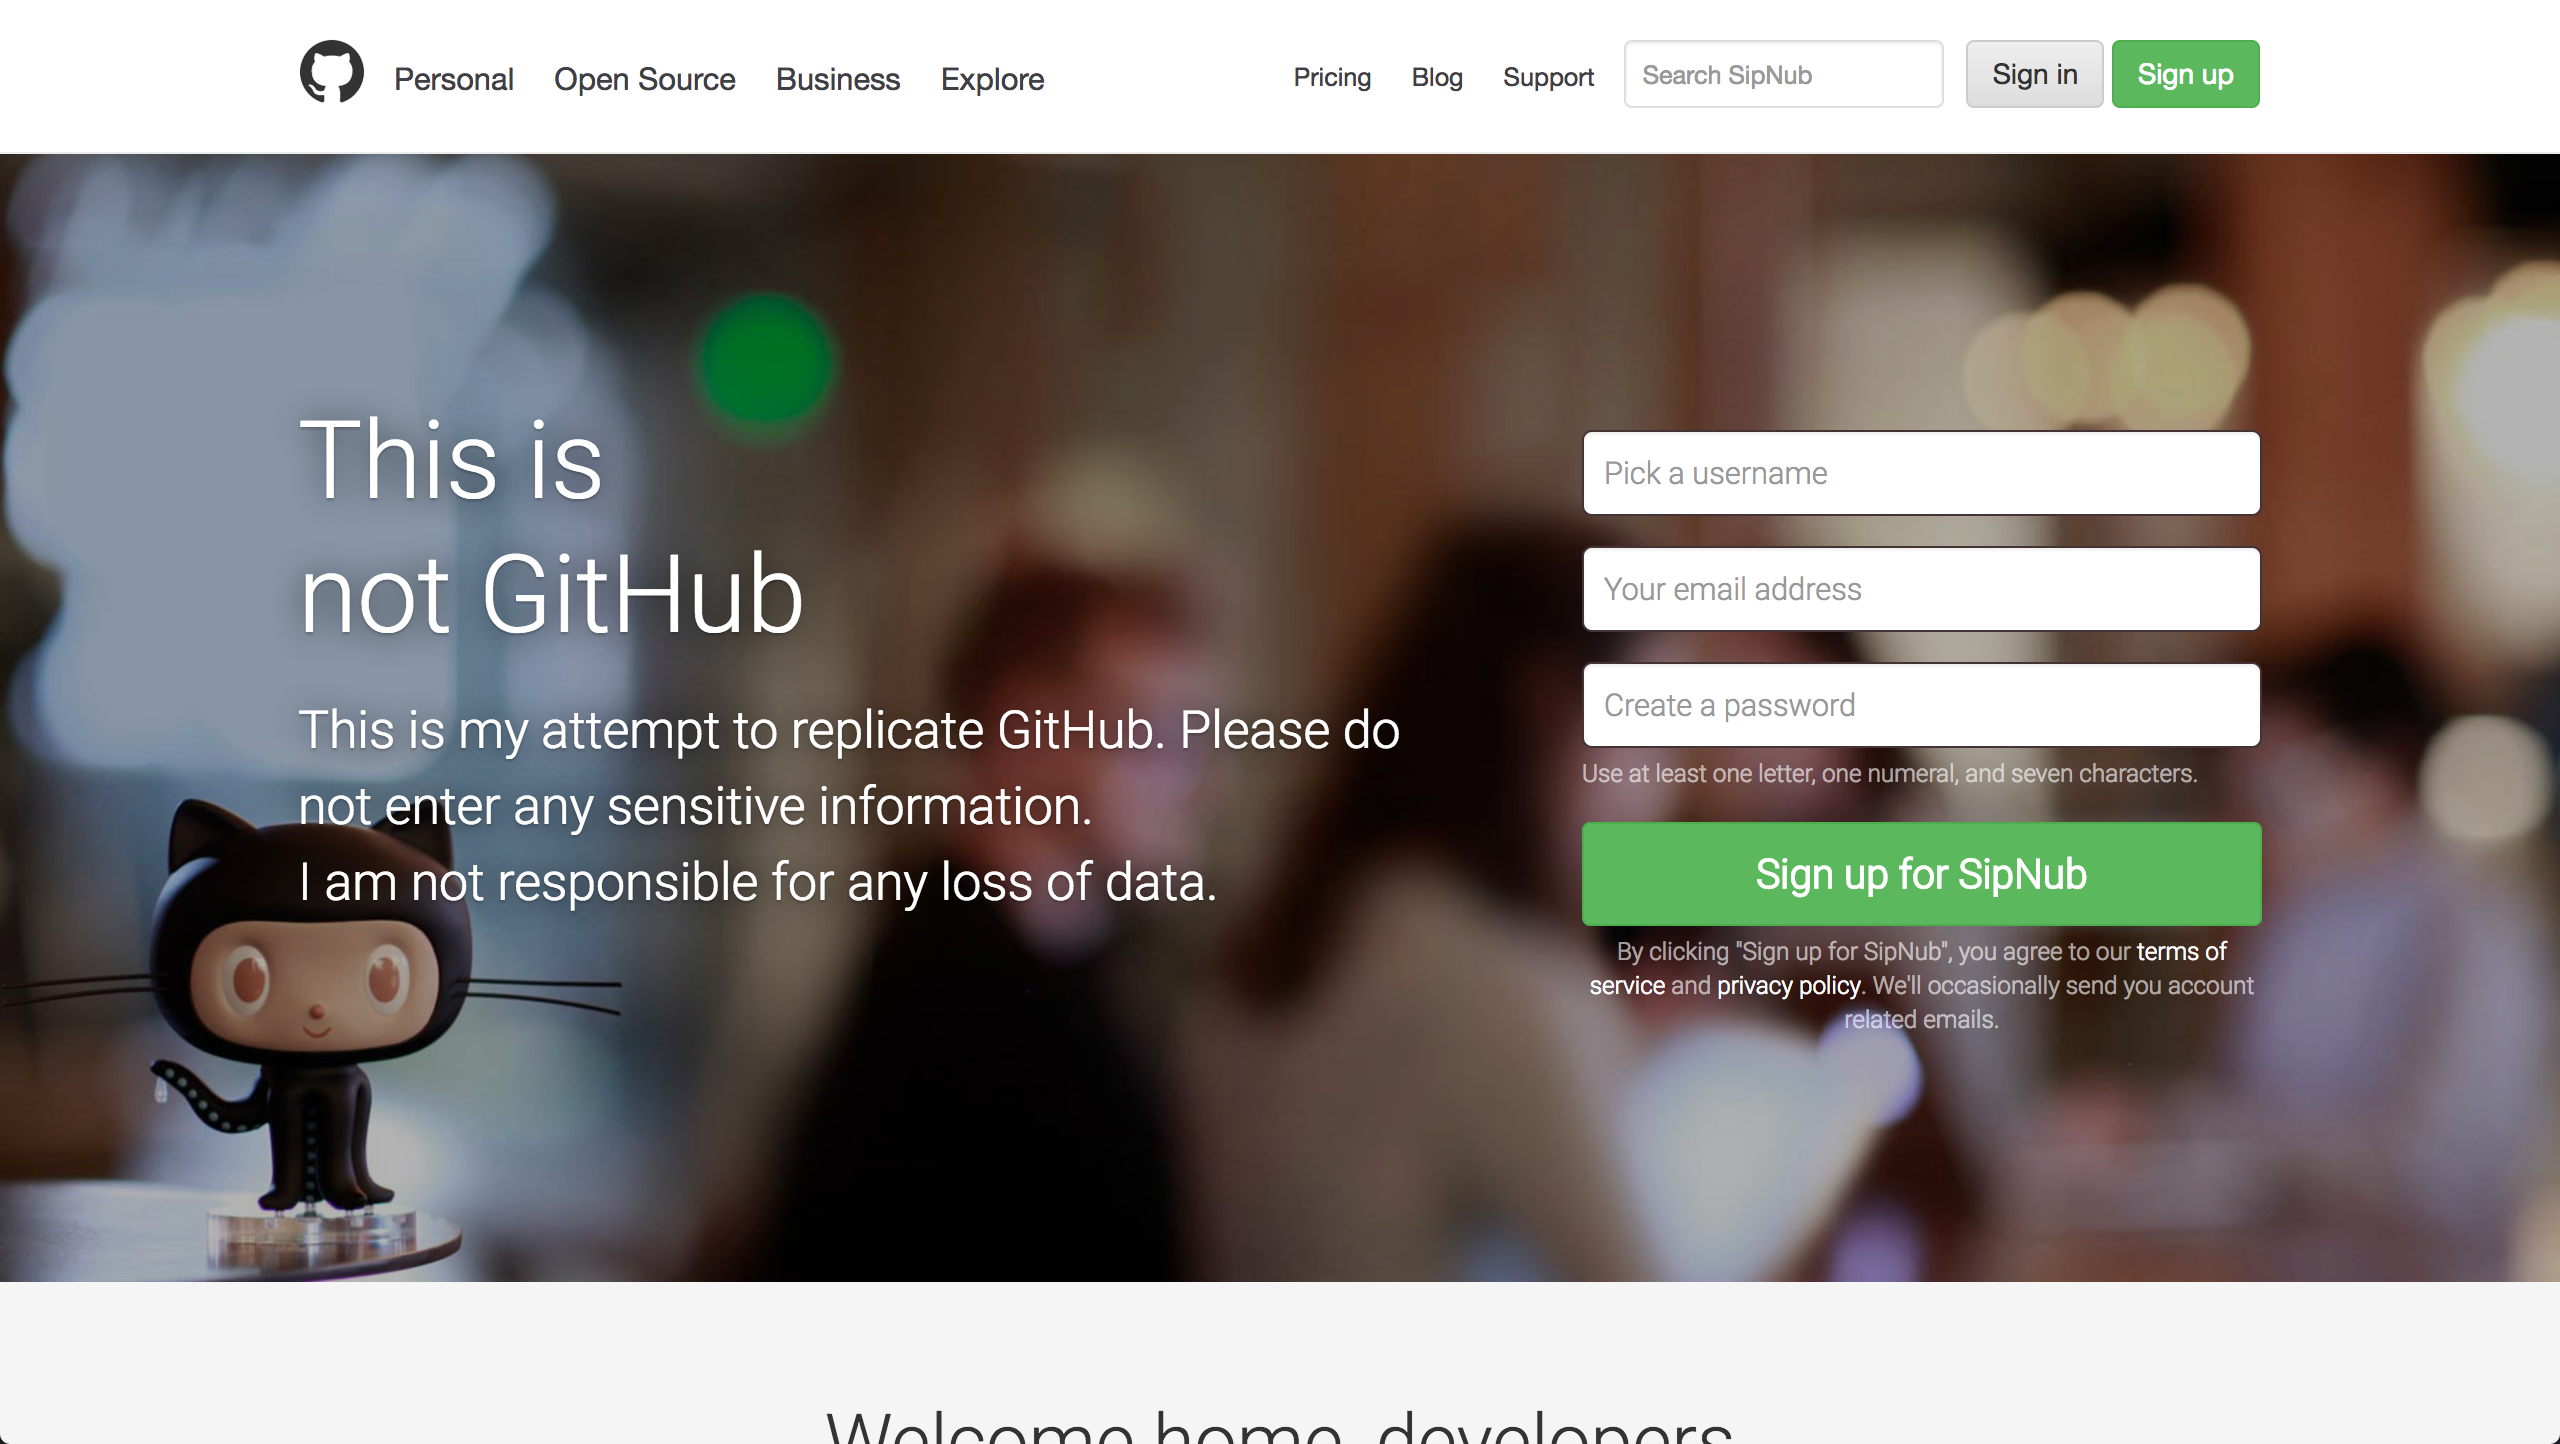 Personal Open Source Business Explore Pricing Blog Support Search SipNub Sign in Sign up
This is
not GitHub
This is my attempt to replicate GitHub. Please do
not enter any sensitive information.
I am not responsible for any loss of data.
Pick a username
Your email address
Create a password
Use at least one letter, one numeral, and seven characters.
Sign up for SipNub
By clicking "Sign up for SipNub", you agree to our terms of
service and privacy policy. We'll occasionally send you account
related emails.
Welcome home, developers